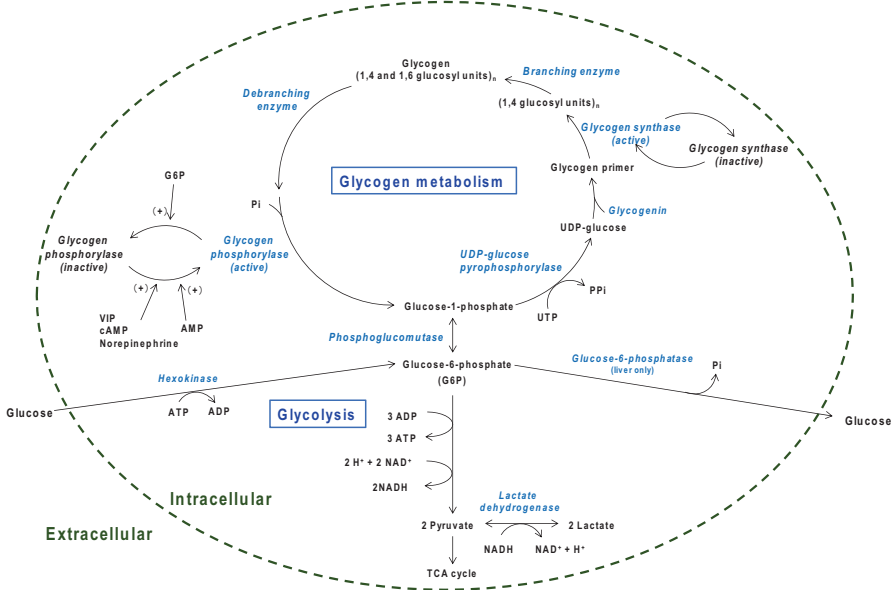 Glycogen
(1,4 and 1,6 glucosyl units)n
Branching enzyme
Debranching
enzyme
(1,4 glucosyl units)n
Glycogen synthase
(active)
Glycogen synthase
(inactive)
Glycogen primer
Glycogen metabolism
G6P
(+)
Pi
Glycogenin
UDP-glucose
Glycogen
phosphorylase
(inactive)
Glycogen
phosphorylase
(active)
UDP-glucose
pyrophosphorylase
(+)
(+)
PPi
UTP
VIP
cAMP
Norepinephrine
AMP
Glucose-1-phosphate
Phosphoglucomutase
Glucose-6-phosphate
(G6P)
Glucose-6-phosphatase
(liver only)
Pi
Hexokinase
Glucose
ATP
ADP
Glucose
Glycolysis
3 ADP
3 ATP
2 H⁺ + 2 NAD⁺
2NADH
Intracellular
Extracellular
Lactate
dehydrogenase
2 Pyruvate
2 Lactate
NADH
NAD⁺ + H⁺
TCA cycle